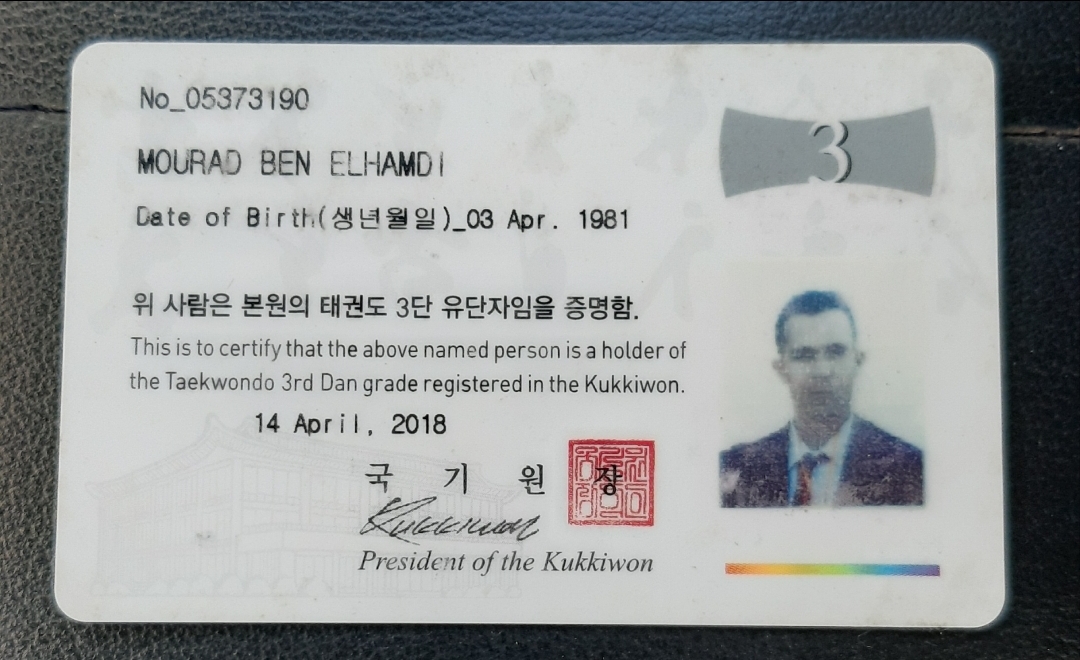 No_05373190
3
MOURAD BEN ELHAMDI
Date of Birth(생년월일)_03 Apr. 1981
위 사람은 본원의 태권도 3단 유단자임을 증명함.
This is to certify that the above named person is a holder of
the Taekwondo 3rd Dan grade registered in the Kukkiwon.
14 April, 2018
국 기 원 장
Kukkiwon
President of the Kukkiwon